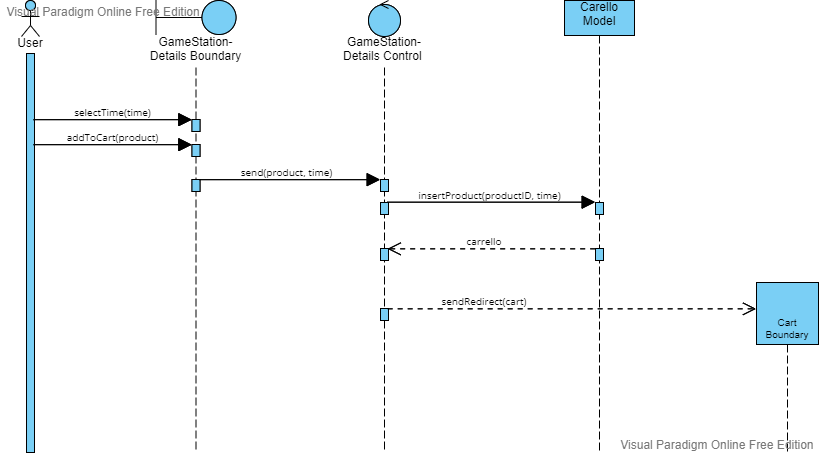 Visual Paradigm Online Free Edition
User
GameStation-
Details Boundary
GameStation-
Details Control
Carello
Model
selectTime(time)
addToCart(product)
send(product, time)
insertProduct(productID, time)
carrello
sendRedirect(cart)
Cart
Boundary
Visual Paradigm Online Free Edition